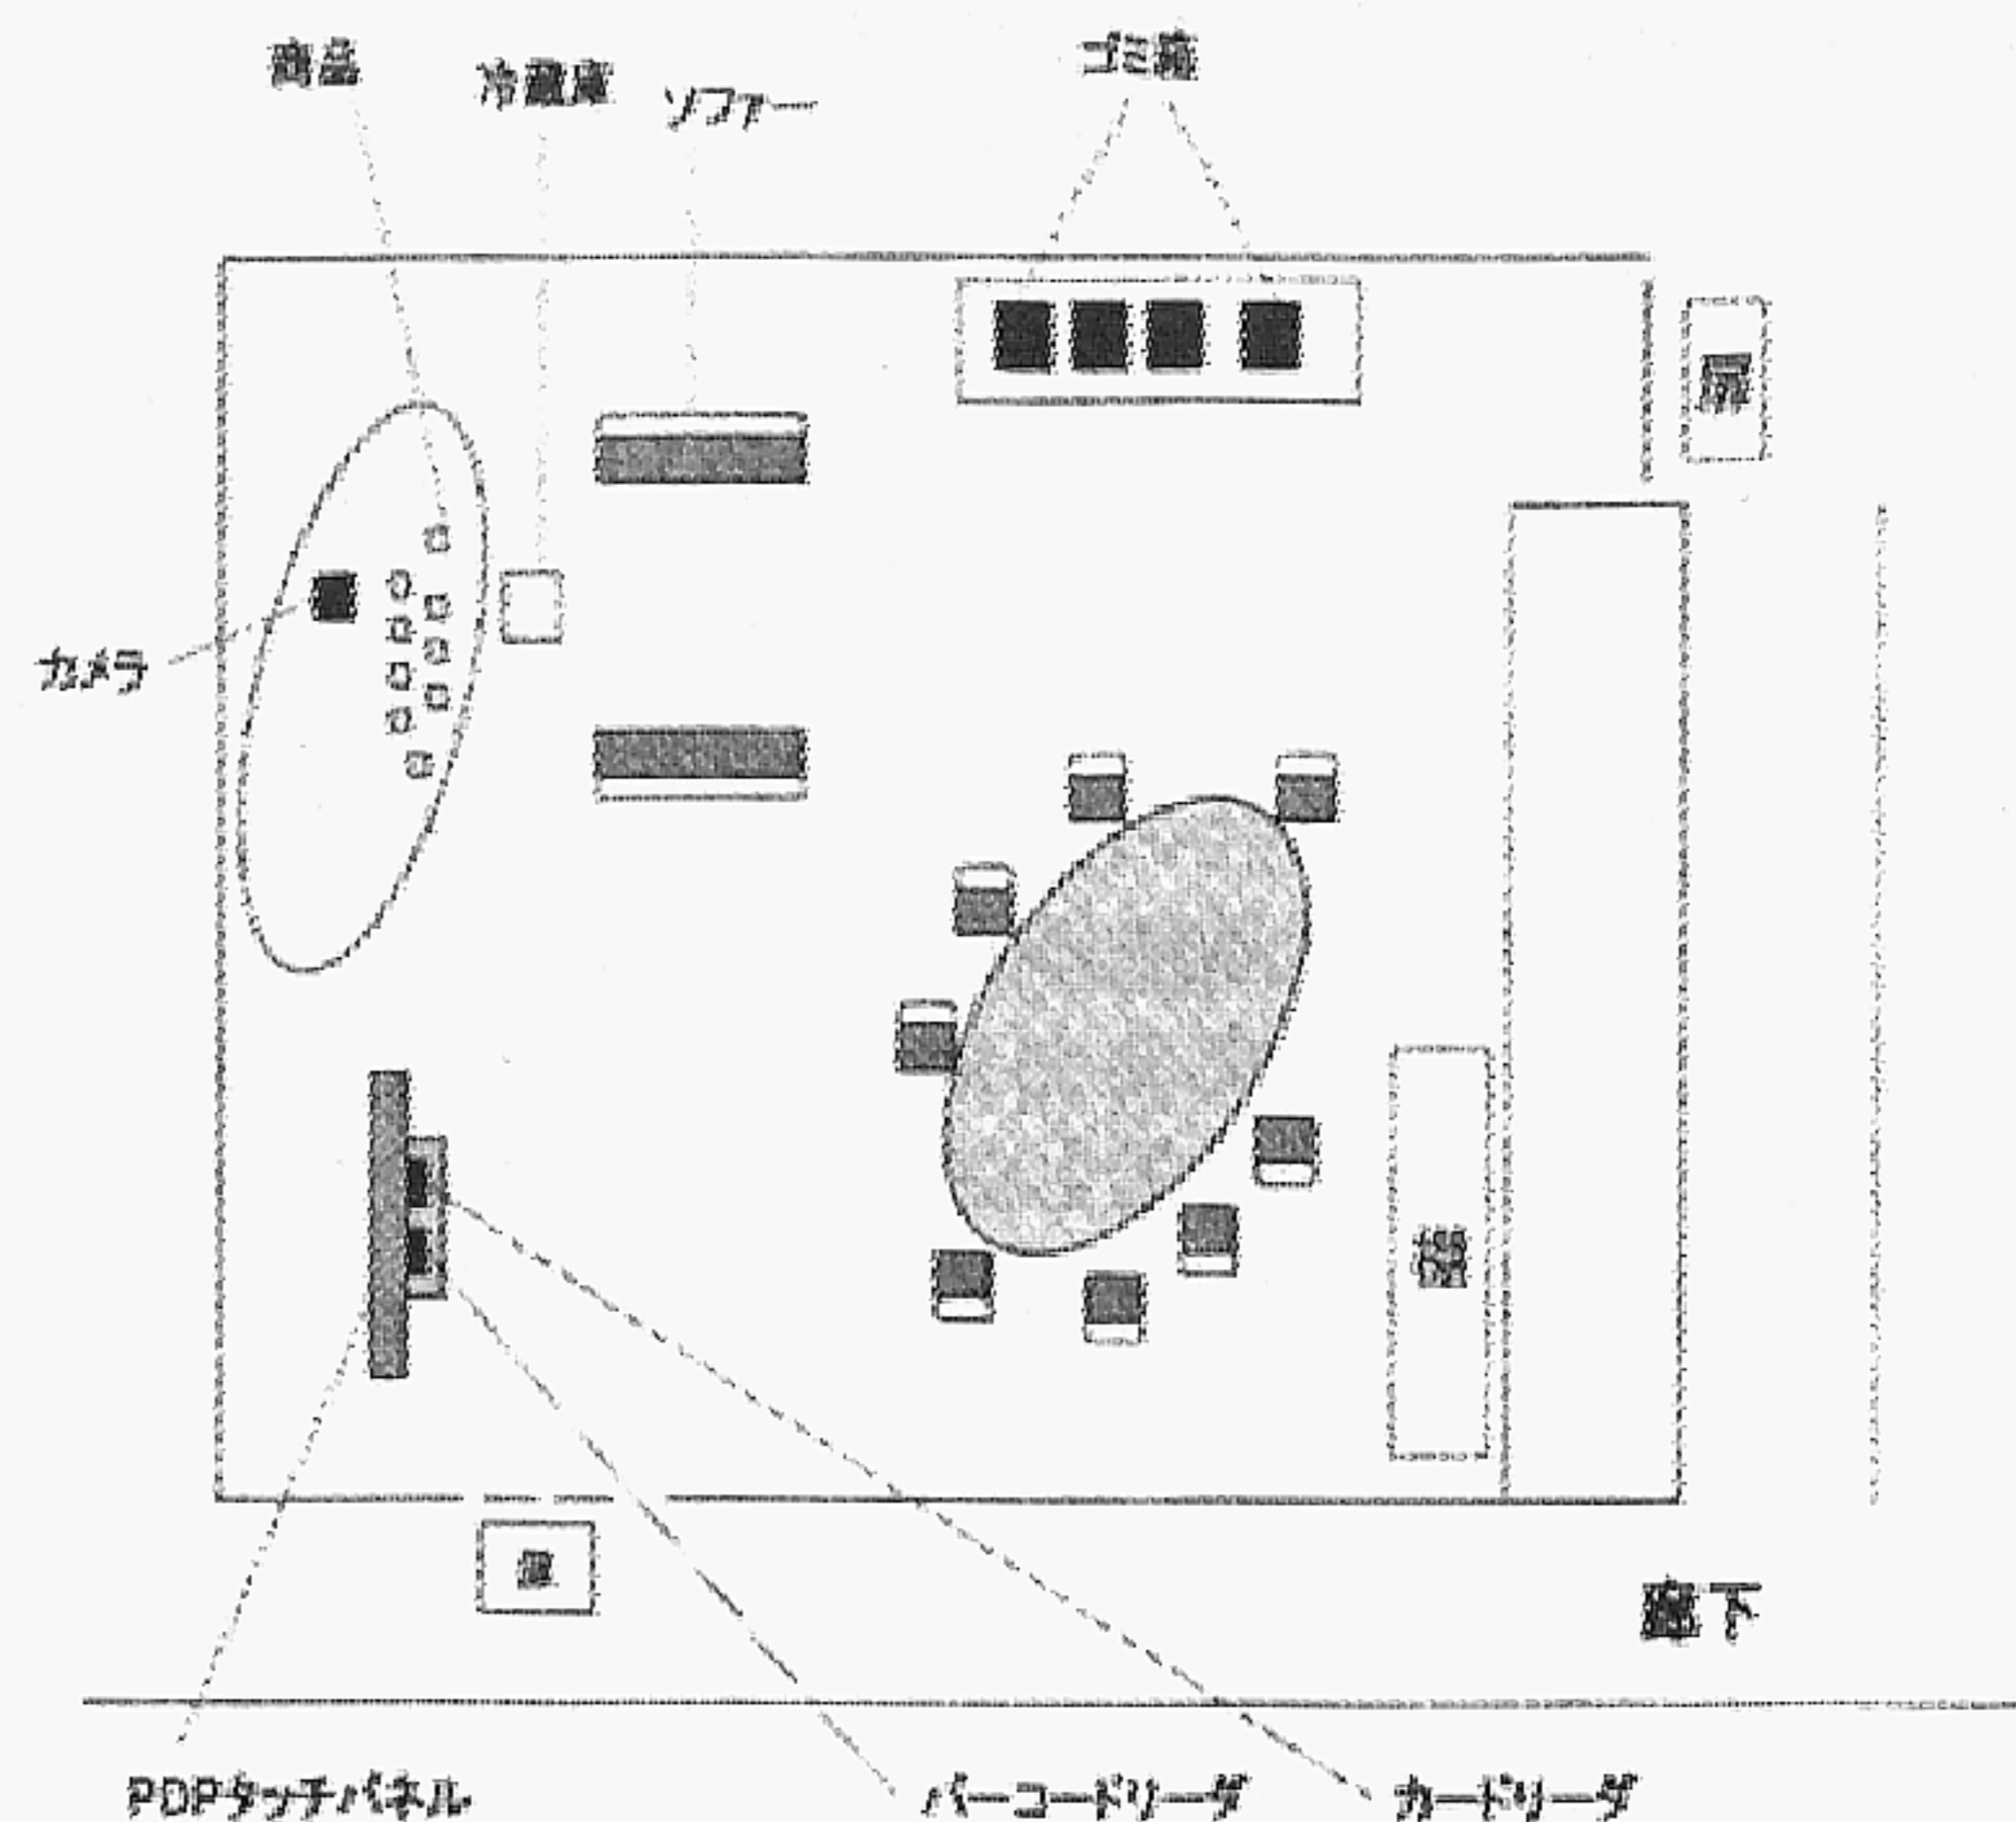 商品
冷蔵庫
ソファー
ゴミ箱
カメラ
廊下
PDPタッチパネル
バーコードリーダ
カードリーダ